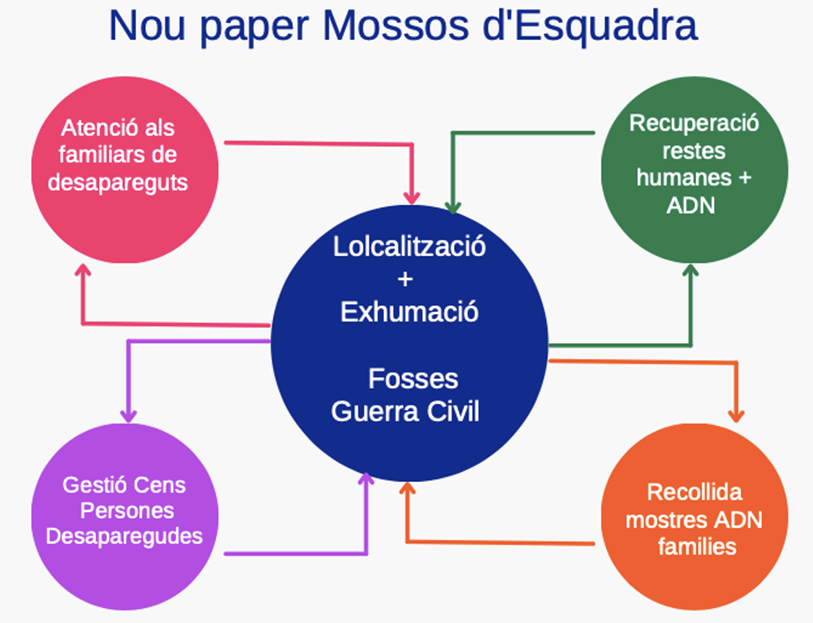 Nou paper Mossos d'Esquadra
Atenció als
familiars de
desapareguts
Recuperació
restes
humanes +
ADN
Lolcalització
+
Exhumació
Fosses
Guerra Civil
Gestió Cens
Persones
Desaparegudes
Recollida
mostres ADN
families